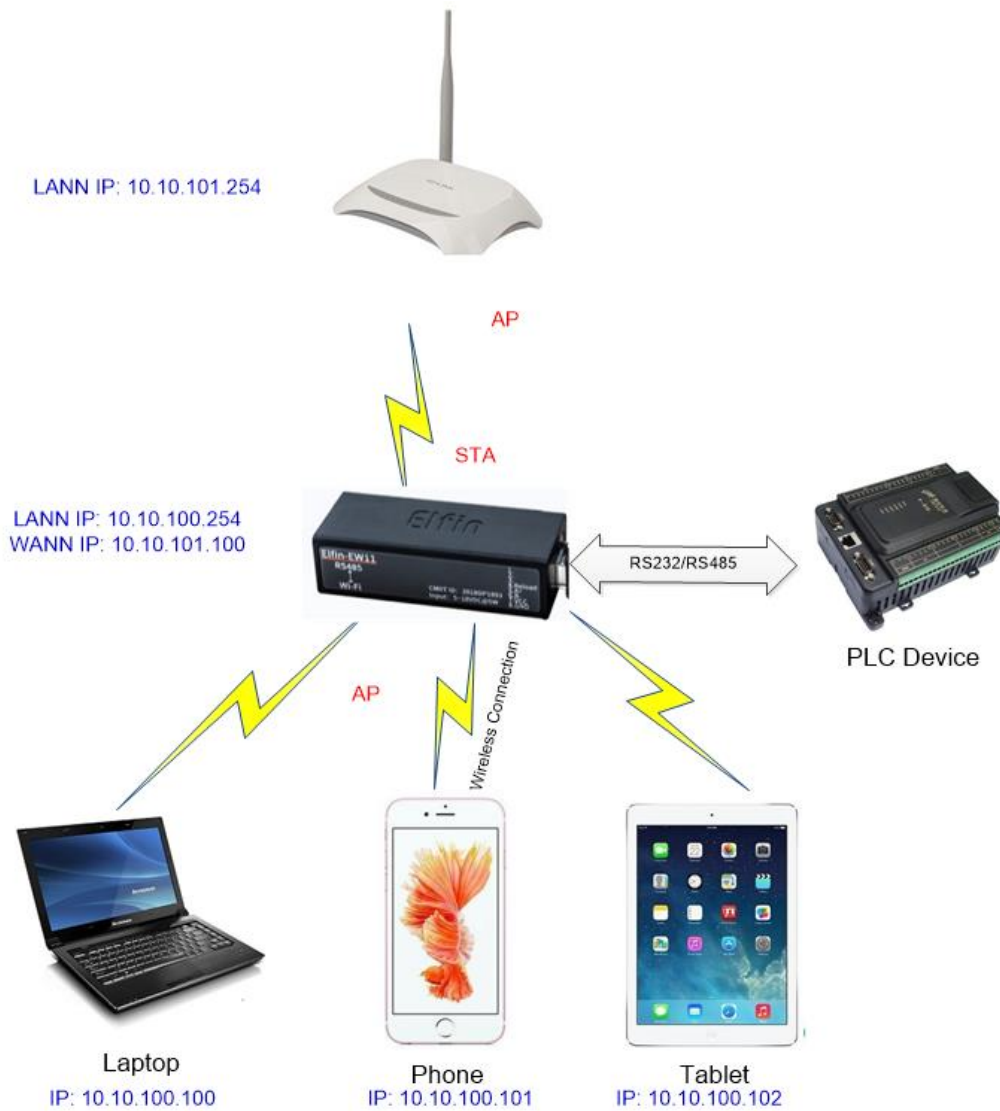 LANN IP: 10.10.101.254
AP
STA
LANN IP: 10.10.100.254
WANN IP: 10.10.101.100
Elfin
Elfin-EW11
RS485
Wi-Fi
RS232/RS485
PLC Device
AP
Wireless Connection
Laptop
IP: 10.10.100.100
Phone
IP: 10.10.100.101
Tablet
IP: 10.10.100.102